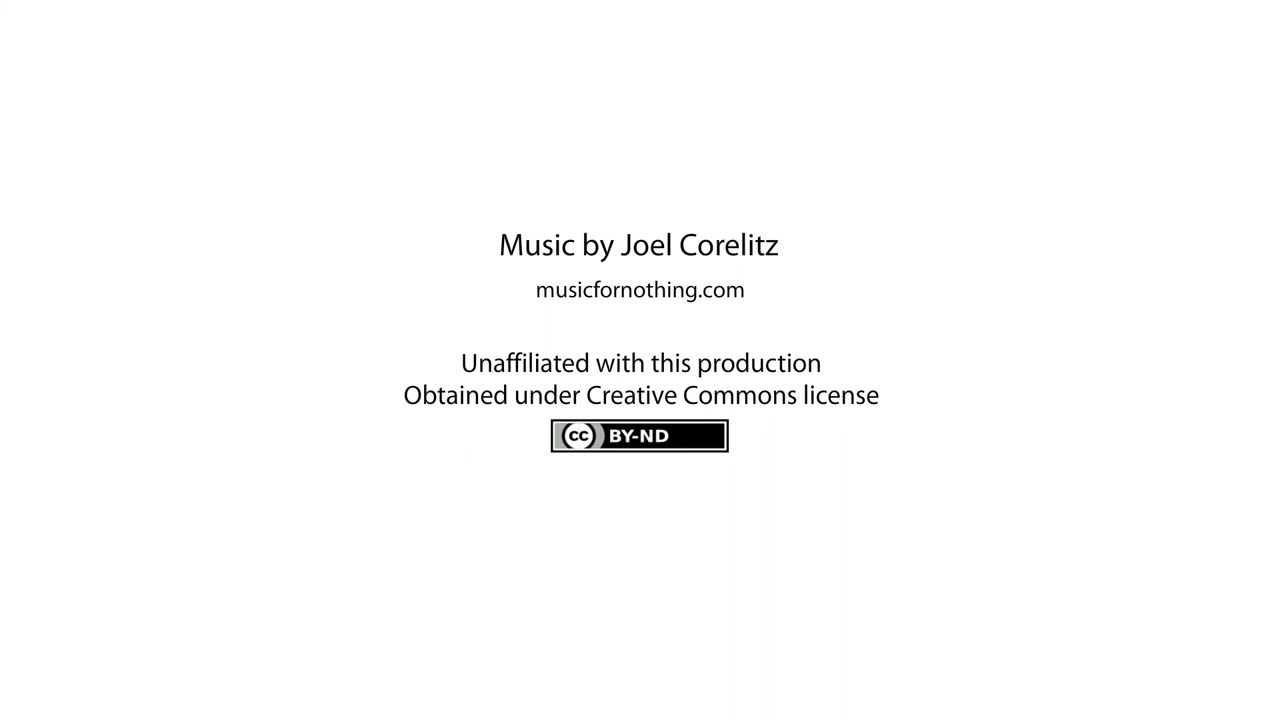 Music by Joel Corelitz
musicfornothing.com
Unaffiliated with this production
Obtained under Creative Commons license
cc BY-ND